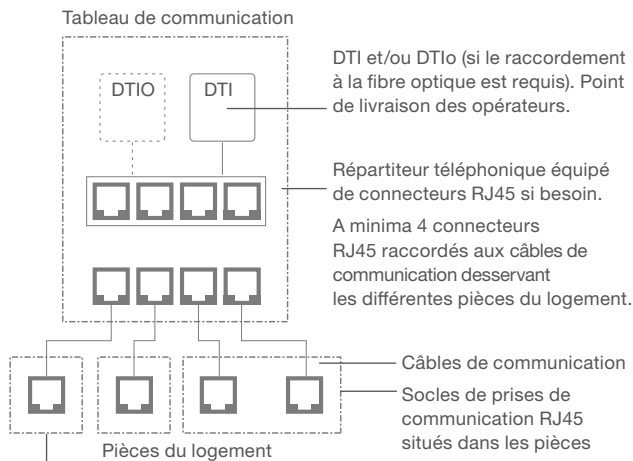 Tableau de communication
DTIO
DTI
DTI et/ou DTIo (si le raccordement
à la fibre optique est requis). Point
de livraison des opérateurs.
Répartiteur téléphonique équipé
de connecteurs RJ45 si besoin.
A minima 4 connecteurs
RJ45 raccordés aux câbles de
communication desservant
les différentes pièces du logement.
Câbles de communication
Socles de prises de
communication RJ45
situés dans les pièces
Pièces du logement